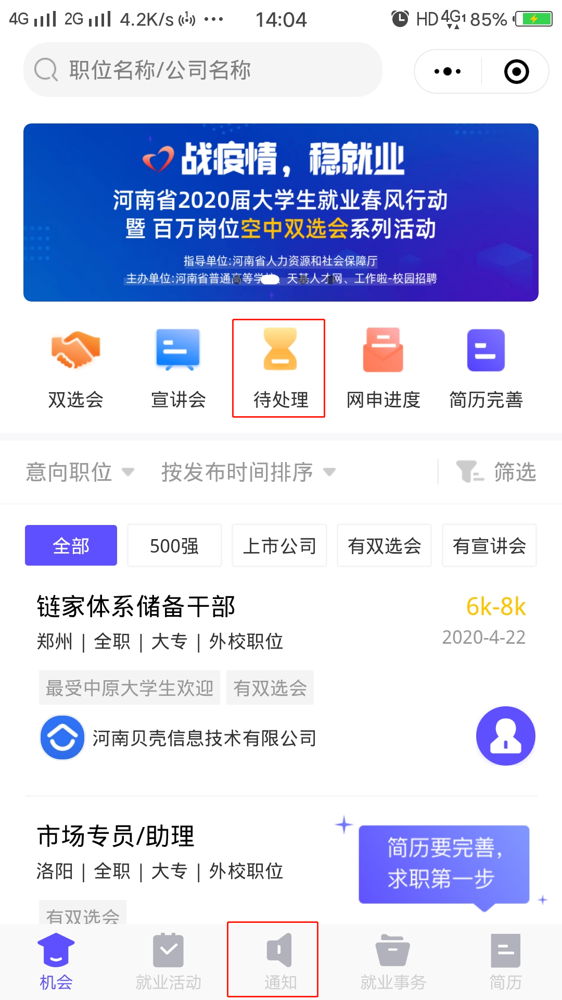 4G 2G 4.2K/s 14:04 HD 4G 1 85%
职位名称/公司名称
战疫情，稳就业
河南省2020届大学生就业春风行动
暨 百万岗位空中双选会系列活动
指导单位:河南省人力资源和社会保障厅
主办单位:河南省普通高等学、天基人才网、工作啦-校园招聘
双选会 宣讲会 待处理 网申进度 简历完善
意向职位 按发布时间排序 筛选
全部 500强 上市公司 有双选会 有宣讲会
链家体系储备干部 6k-8k
郑州 | 全职 | 大专 | 外校职位 2020-4-22
最受中原大学生欢迎 有双选会
河南贝壳信息技术有限公司
市场专员/助理
洛阳 | 全职 | 大专 | 外校职位
简历要完善,
求职第一步
有双选会
机会 就业活动 通知 就业事务 简历